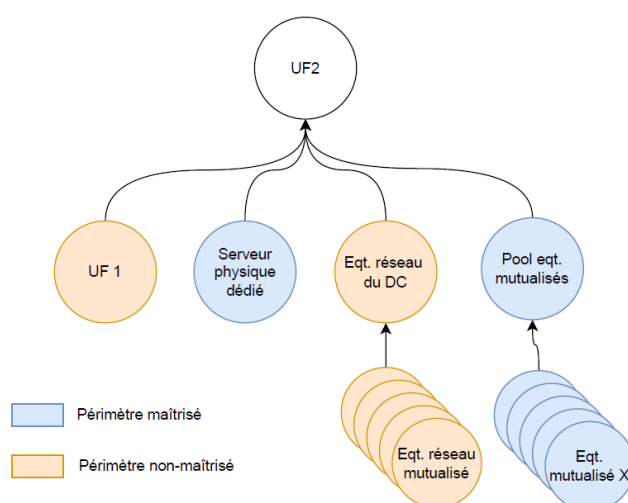 UF2
UF 1
Serveur
physique
dédié
Eqt. réseau
du DC
Pool eqt.
mutualisés
Périmètre maîtrisé
Périmètre non-maîtrisé
Eqt. réseau
mutualisé
Eqt.
mutualisé X